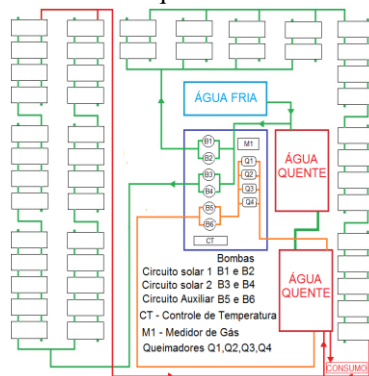 ÁGUA FRIA
B1
B2
M1
Q1
B3
B4
Q2
Q3
Q4
B5
B6
CT
ÁGUA
QUENTE
ÁGUA
QUENTE
Bombas
Circuito solar 1 B1 e B2
Circuito solar 2 B3 e B4
Circuito Auxiliar B5 e B6
CT - Controle de Temperatura
M1 - Medidor de Gás
Queimadores Q1,Q2,Q3,Q4
CONSUMO